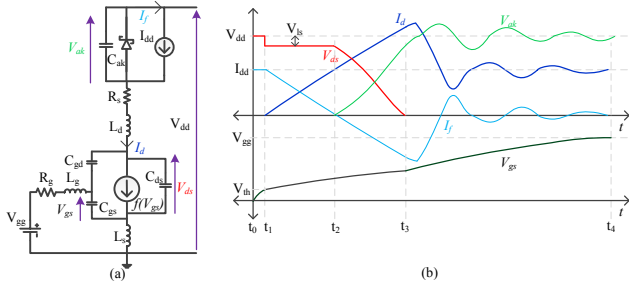 I_f
V_ak
C_ak
I_dd
R_s
L_d
V_dd
I_d
C_gd
R_g
L_g
C_ds
V_ds
V_gs
C_gs
f(V_gs)
V_gg
L_s
(a)
V_dd
V_ls
I_d
V_ak
V_ds
I_dd
t
I_f
V_gg
V_gs
V_th
t
t_0
t_1
t_2
t_3
t_4
(b)